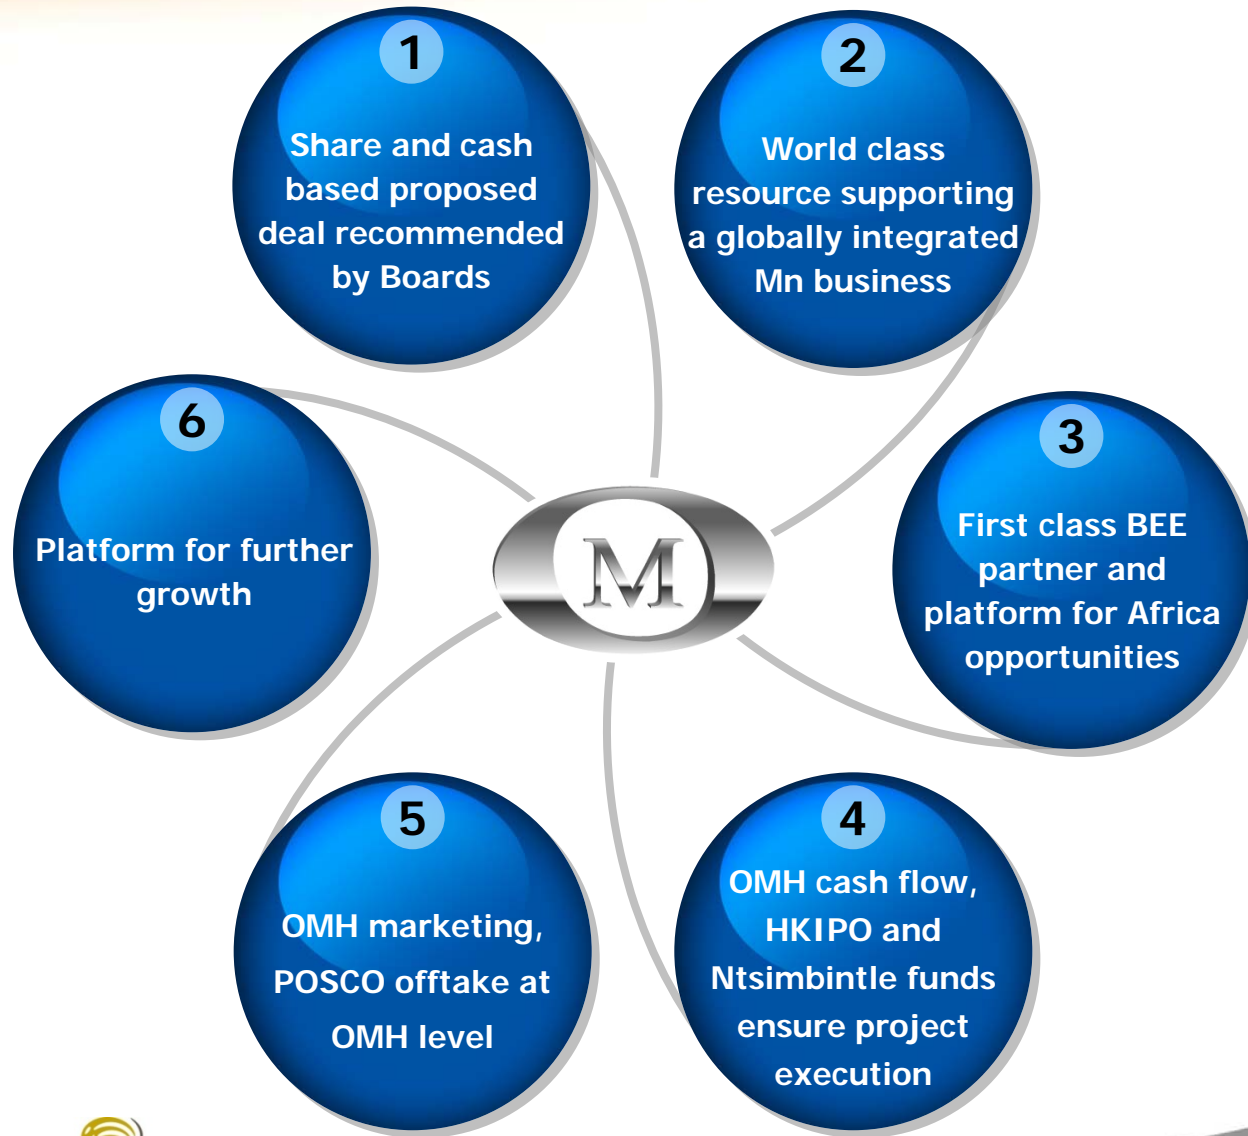 1
Share and cash
based proposed
deal recommended
by Boards
2
World class
resource supporting
a globally integrated
Mn business
3
First class BEE
partner and
platform for Africa
opportunities
4
OMH cash flow,
HKIPO and
Ntsimbintle funds
ensure project
execution
5
OMH marketing,
POSCO offtake at
OMH level
6
Platform for further
growth
M